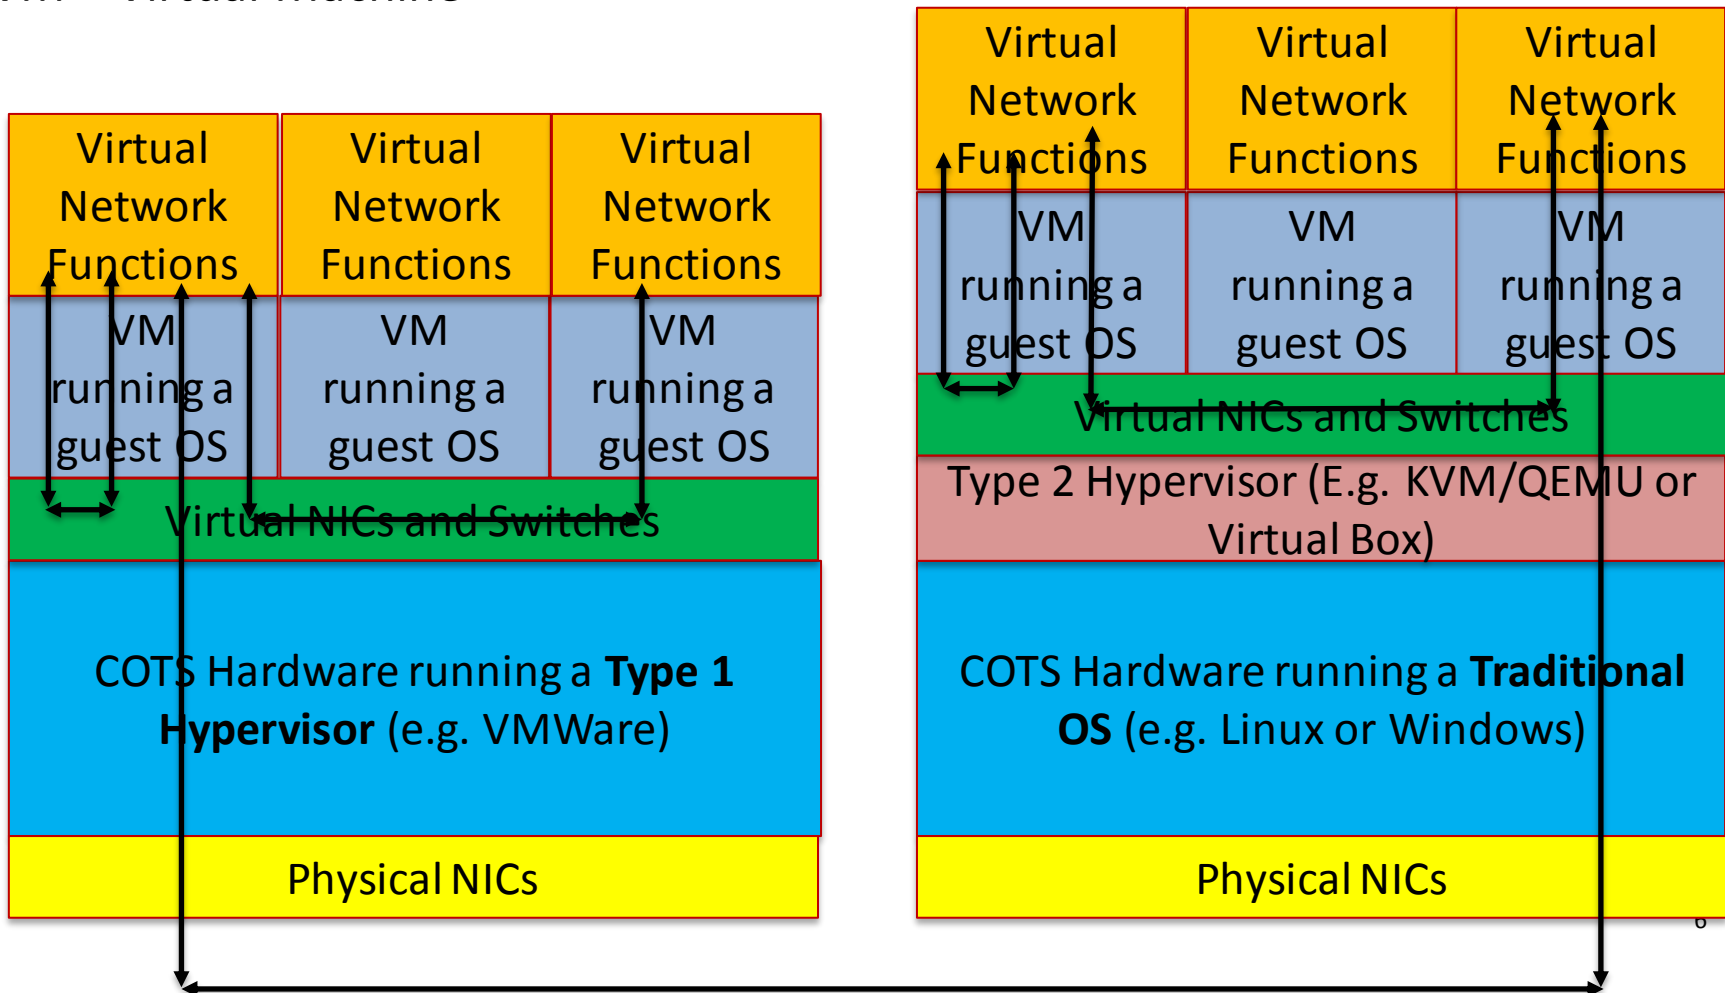 Virtual Machine
Virtual
Network
Functions
Virtual
Network
Functions
Virtual
Network
Functions
VM
running a
guest OS
VM
running a
guest OS
VM
running a
guest OS
Virtual NICs and Switches
COTS Hardware running a Type 1
Hypervisor (e.g. VMWare)
Physical NICs
Virtual
Network
Functions
Virtual
Network
Functions
Virtual
Network
Functions
VM
running a
guest OS
VM
running a
guest OS
VM
running a
guest OS
Virtual NICs and Switches
Type 2 Hypervisor (E.g. KVM/QEMU or
Virtual Box)
COTS Hardware running a Traditional
OS (e.g. Linux or Windows)
Physical NICs
6